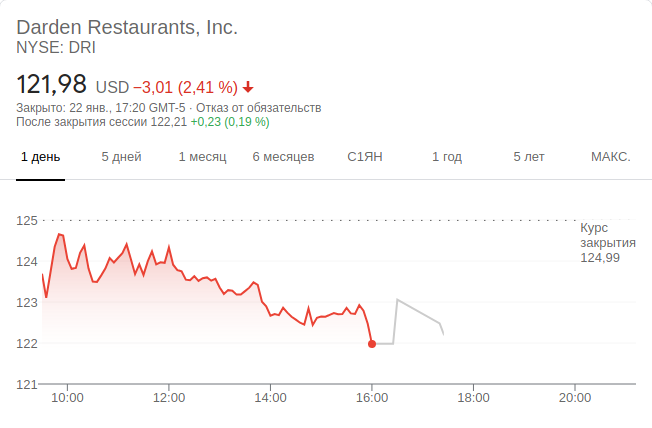 Darden Restaurants, Inc.
NYSE: DRI
121,98 USD −3,01 (2,41 %)
Закрыто: 22 янв., 17:20 GMT-5 · Отказ от обязательств
После закрытия сессии 122,21 +0,23 (0,19 %)
1 день 5 дней 1 месяц 6 месяцев С1ЯН 1 год 5 лет МАКС.
125
Курс
закрытия
124,99
124
123
122
121
10:00 12:00 14:00 16:00 18:00 20:00